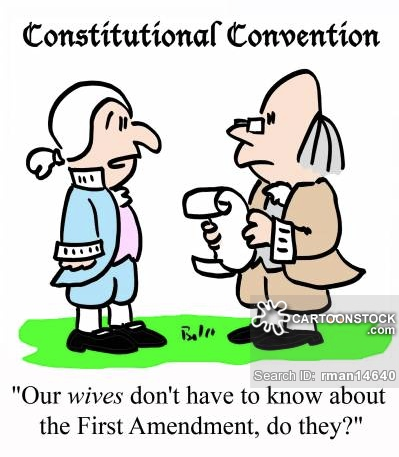 Constitutional Convention
CARTOONSTOCK
.com
Search ID: rman14640
"Our wives don't have to know about
the First Amendment, do they?"